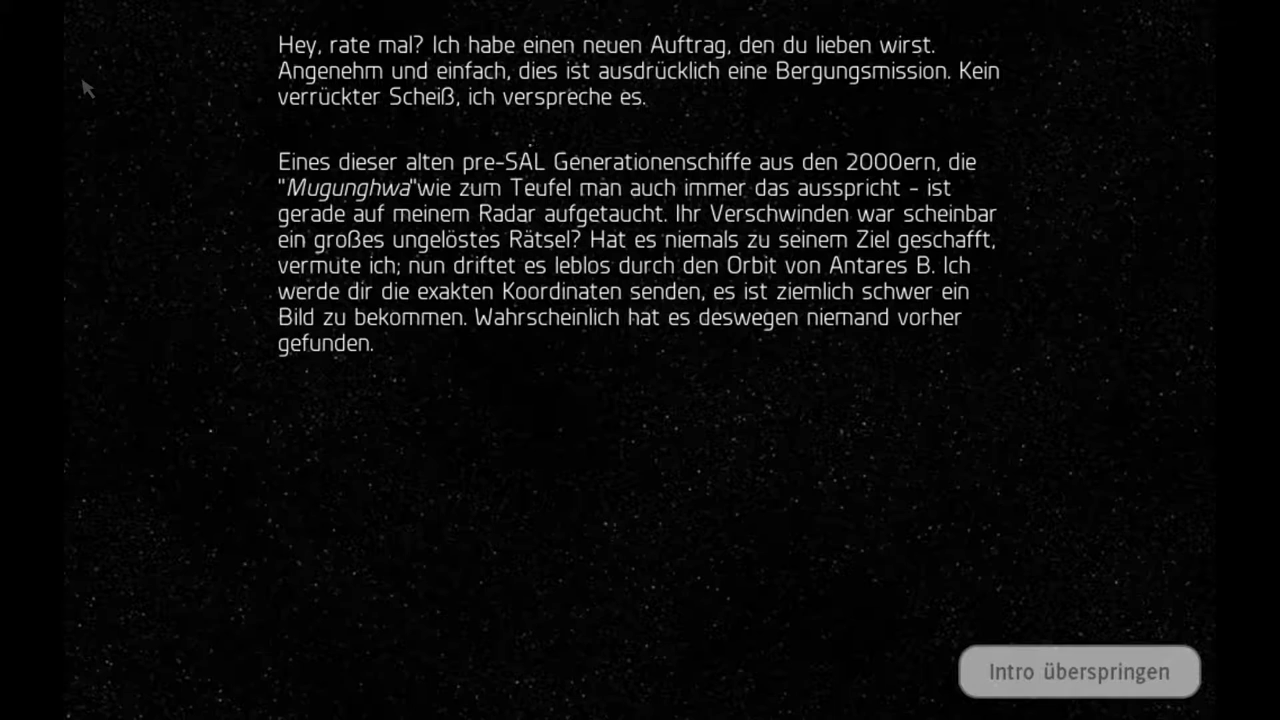 Hey, rate mal? Ich habe einen neuen Auftrag, den du lieben wirst.
Angenehm und einfach, dies ist ausdrücklich eine Bergungsmission. Kein
verrückter Scheiß, ich verspreche es.
Eines dieser alten pre-SAL Generationenschiffe aus den 2000ern, die
"Mugunghwa"wie zum Teufel man auch immer das ausspricht - ist
gerade auf meinem Radar aufgetaucht. Ihr Verschwinden war scheinbar
ein großes ungelöstes Rätsel? Hat es niemals zu seinem Ziel geschafft,
vermute ich; nun driftet es leblos durch den Orbit von Antares B. Ich
werde dir die exakten Koordinaten senden, es ist ziemlich schwer ein
Bild zu bekommen. Wahrscheinlich hat es deswegen niemand vorher
gefunden.
Intro überspringen